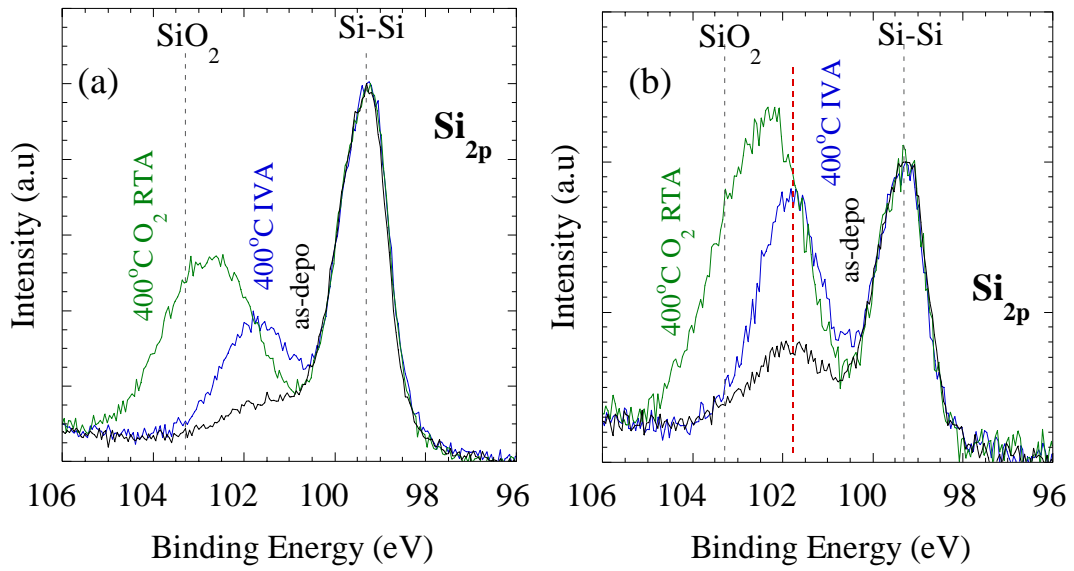 SiO₂ Si-Si
(a)
Si₂ₚ
400°C O₂ RTA
400°C IVA
as-depo
Intensity (a.u)
106 104 102 100 98 96
Binding Energy (eV)
SiO₂ Si-Si
(b)
400°C O₂ RTA
400°C IVA
as-depo
Si₂ₚ
Intensity (a.u)
106 104 102 100 98 96
Binding Energy (eV)